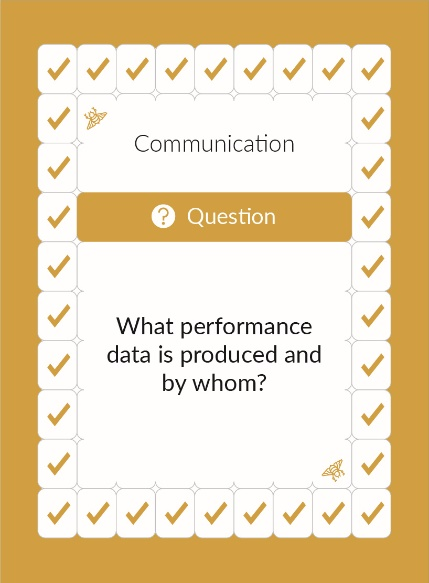 Communication
? Question
What performance
data is produced and
by whom?